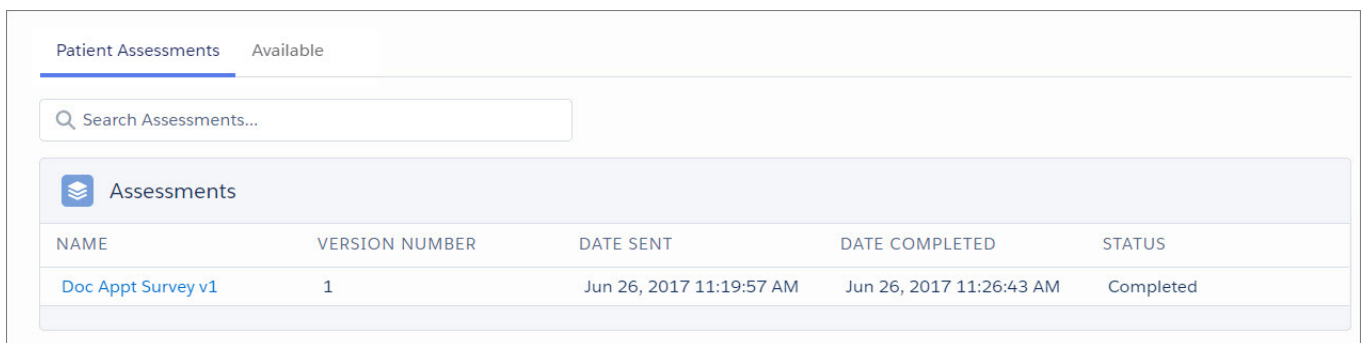 Patient Assessments Available
Search Assessments...
Assessments
NAME VERSION NUMBER DATE SENT DATE COMPLETED STATUS
Doc Appt Survey v1 1 Jun 26, 2017 11:19:57 AM Jun 26, 2017 11:26:43 AM Completed